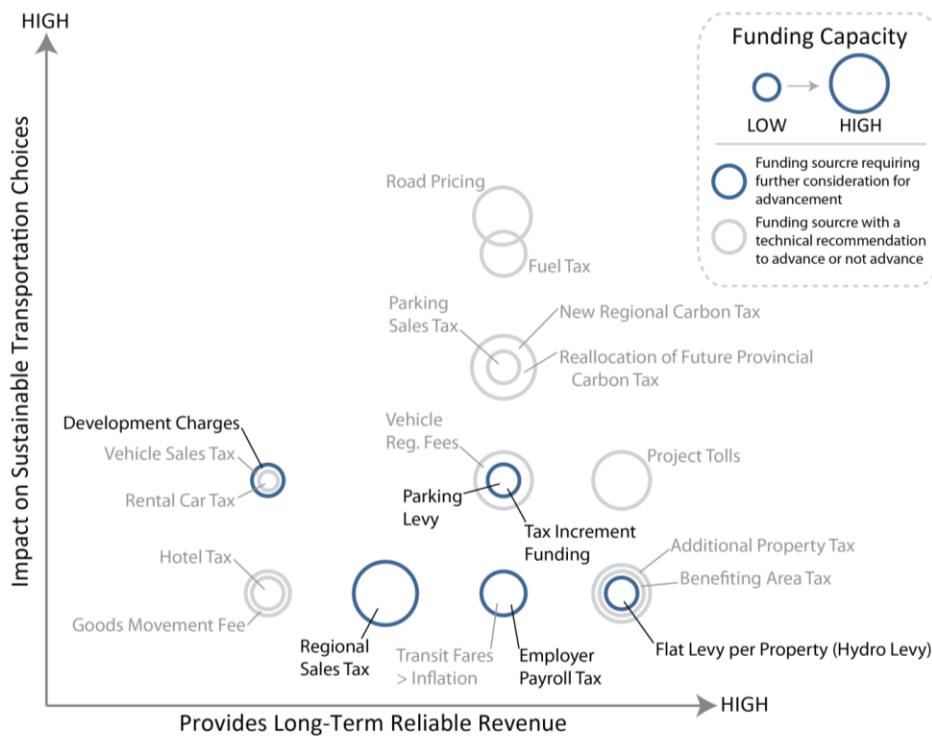 HIGH
Funding Capacity
LOW
HIGH
Funding sourcre requiring
further consideration for
advancement
Funding sourcre with a
technical recommendation
to advance or not advance
Impact on Sustainable Transportation Choices
Road Pricing
Fuel Tax
Parking
Sales Tax
New Regional Carbon Tax
Reallocation of Future Provincial
Carbon Tax
Development Charges
Vehicle Sales Tax
Rental Car Tax
Vehicle
Reg. Fees
Parking
Levy
Tax Increment
Funding
Project Tolls
Hotel Tax
Goods Movement Fee
Regional
Sales Tax
Transit Fares
> Inflation
Employer
Payroll Tax
Additional Property Tax
Benefiting Area Tax
Flat Levy per Property (Hydro Levy)
Provides Long-Term Reliable Revenue
HIGH